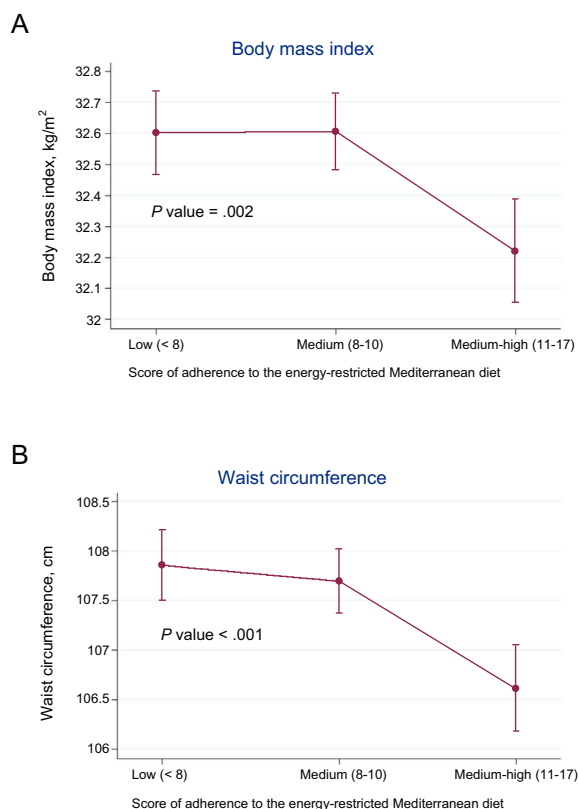 A
Body mass index
32.8
32.7
32.6
32.5
32.4
32.3
32.2
32.1
32
Body mass index, kg/m²
P value = .002
Low (< 8)
Medium (8-10)
Medium-high (11-17)
Score of adherence to the energy-restricted Mediterranean diet
B
Waist circumference
108.5
108
107.5
107
106.5
106
Waist circumference, cm
P value < .001
Low (< 8)
Medium (8-10)
Medium-high (11-17)
Score of adherence to the energy-restricted Mediterranean diet